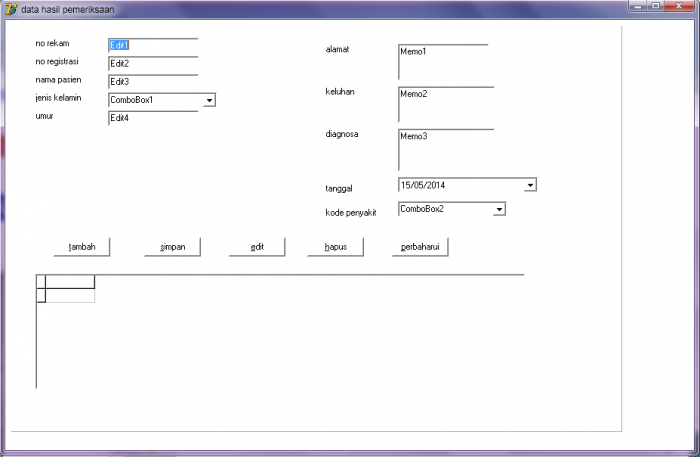 data hasil pemeriksaan
no rekam Edit1
no registrasi Edit2
nama pasien Edit3
jenis kelamin ComboBox1
umur Edit4
alamat Memo1
keluhan Memo2
diagnosa Memo3
tanggal 15/05/2014
kode penyakit ComboBox2
tambah simpan edit hapus perbaharui